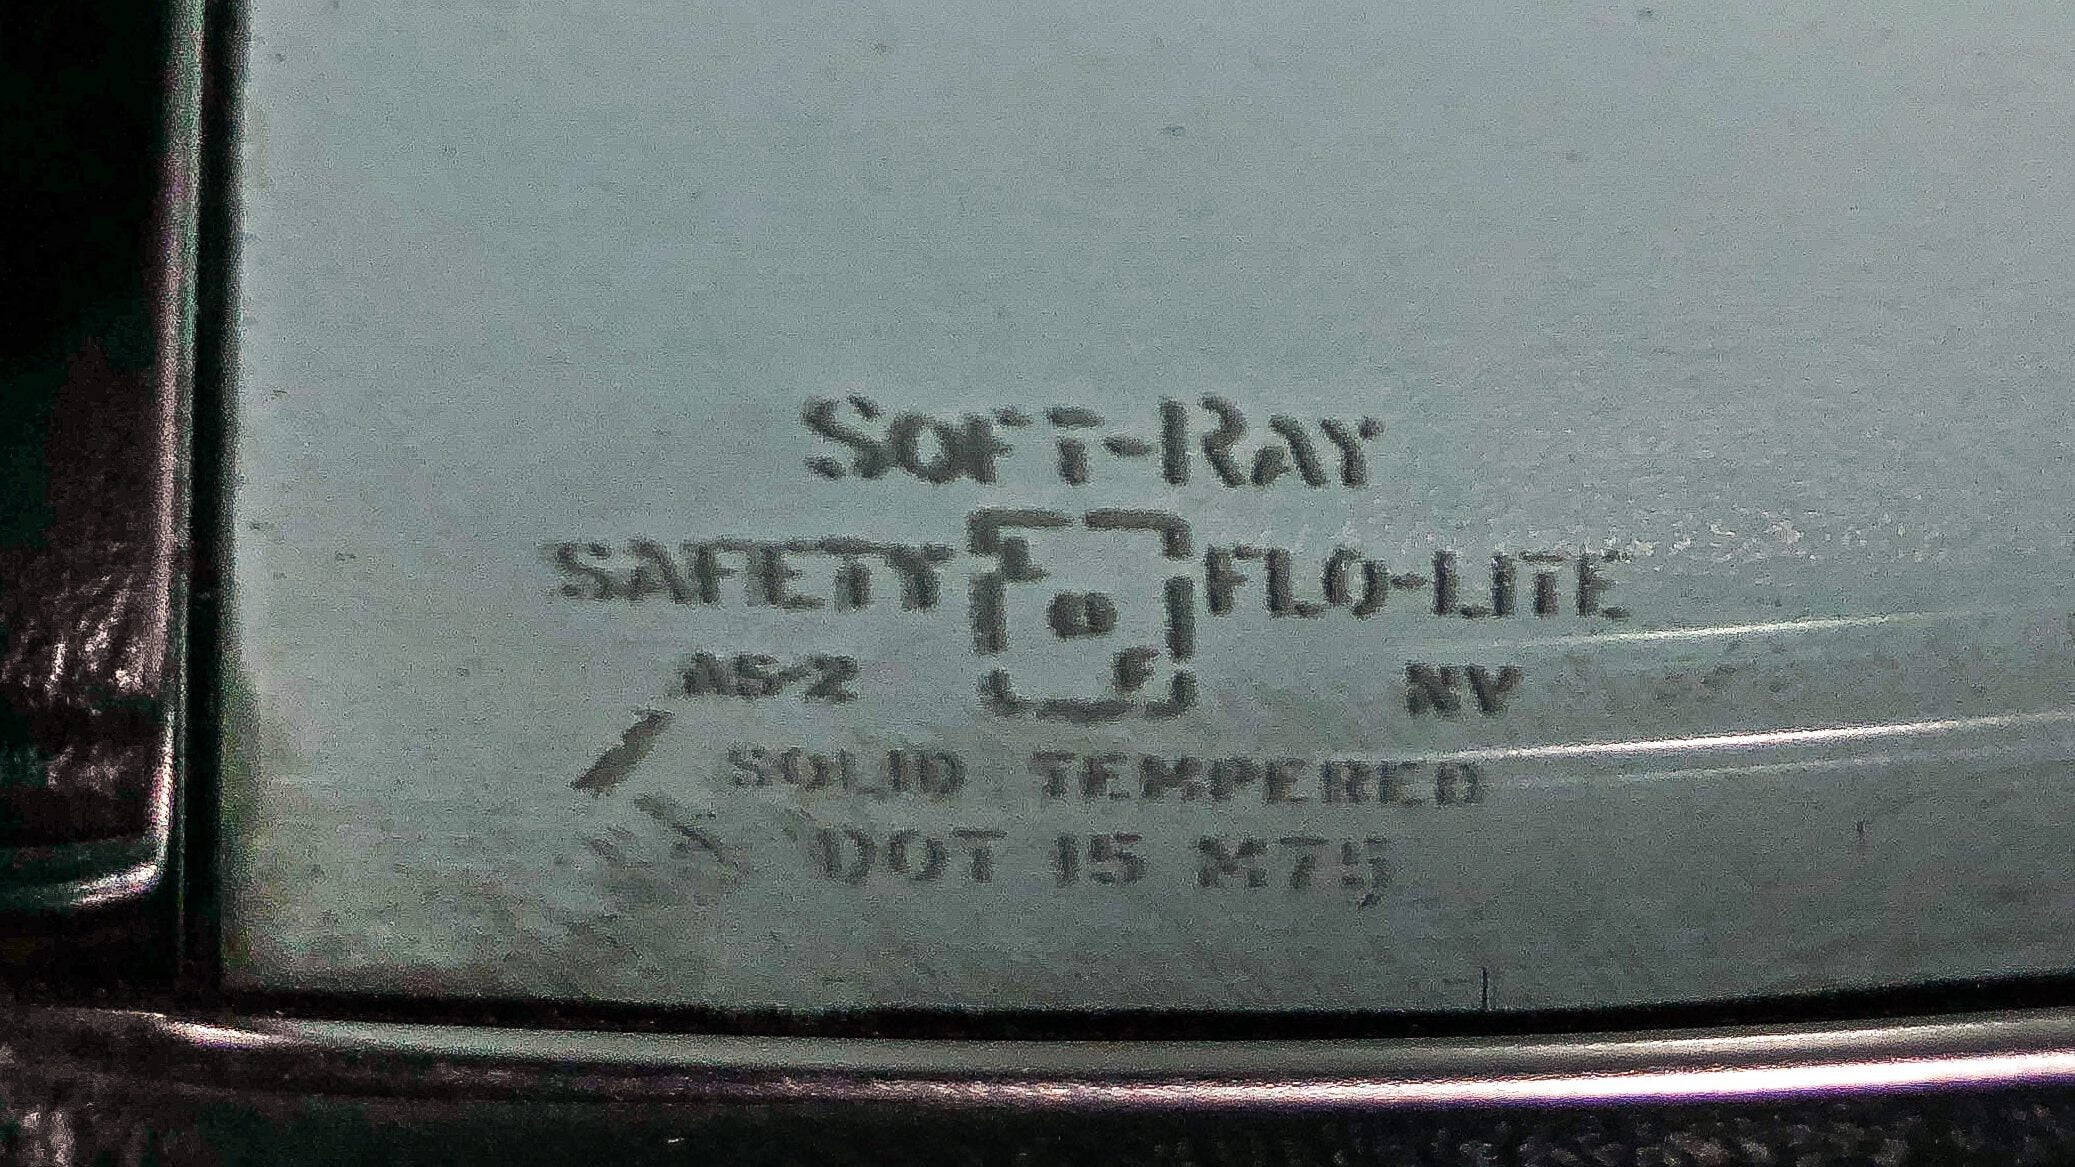 SOFT-RAY
SAFETY L O F FLO-LITE
AS-2 NV
SOLID TEMPERED
DOT 15 M75